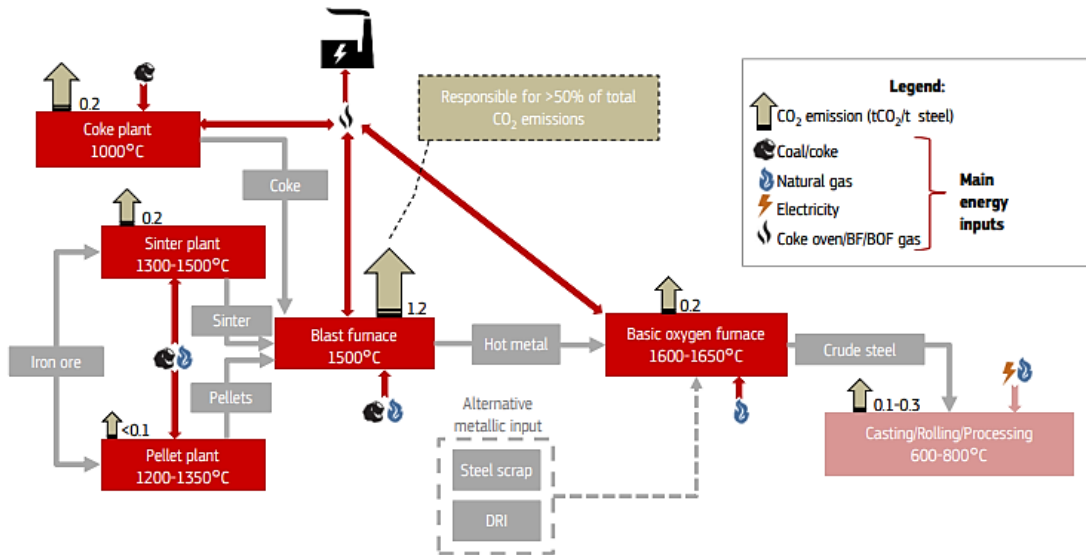 Responsible for >50% of total
CO₂ emissions
Legend:
CO₂ emission (tCO₂/t steel)
Coal/coke
Natural gas
Electricity
Coke oven/BF/BOF gas
Main
energy
inputs
0.2
Coke plant
1000°C
Coke
0.2
Sinter plant
1300-1500°C
Iron ore
Sinter
Pellets
<0.1
Pellet plant
1200-1350°C
1.2
Blast furnace
1500°C
Hot metal
Alternative
metallic input
Steel scrap
DRI
0.2
Basic oxygen furnace
1600-1650°C
Crude steel
0.1-0.3
Casting/Rolling/Processing
600-800°C